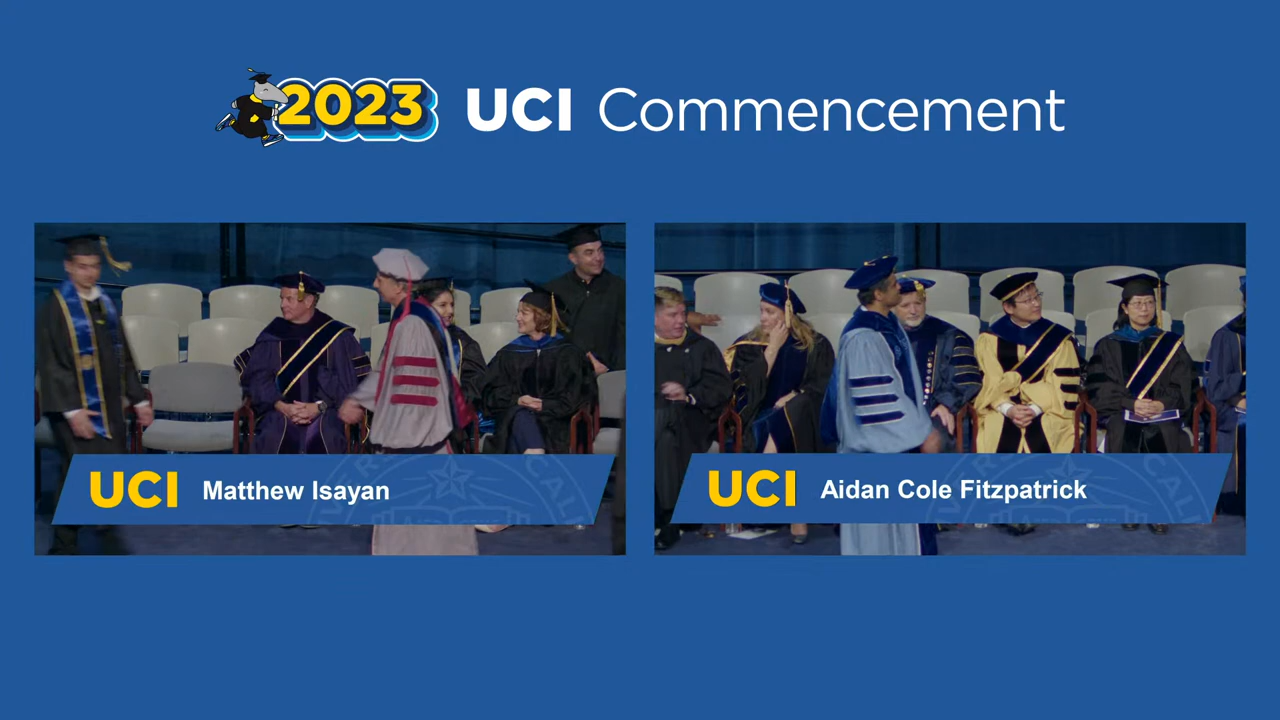 2023 UCI Commencement
UCI Matthew Isayan
UCI Aidan Cole Fitzpatrick